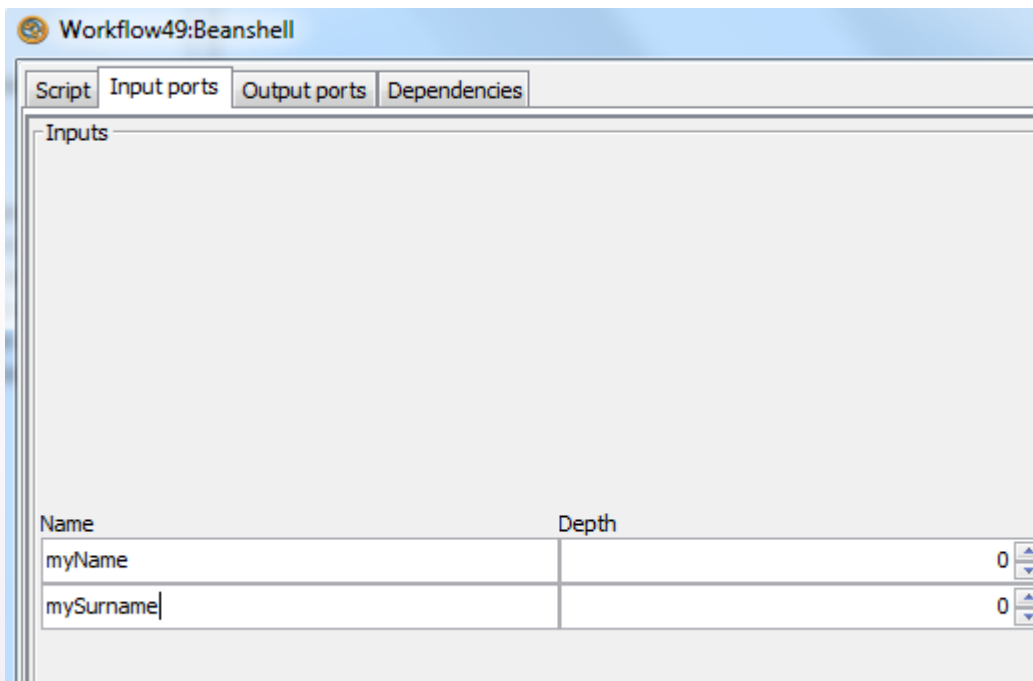 Workflow49:Beanshell
Script Input ports Output ports Dependencies
Inputs
Name Depth
myName 0
mySurname 0